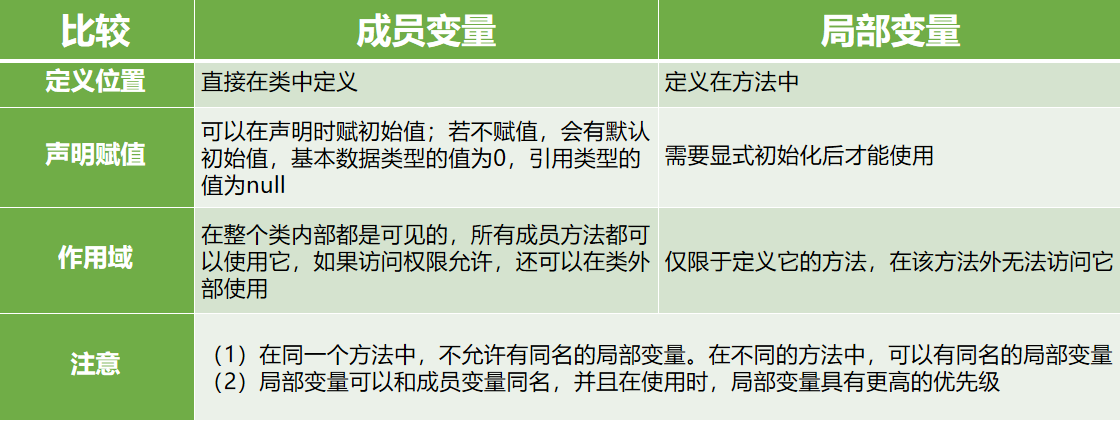 比较
成员变量
局部变量
定义位置
直接在类中定义
定义在方法中
声明赋值
可以在声明时赋初始值；若不赋值，会有默认
初始值，基本数据类型的值为0，引用类型的
值为null
需要显式初始化后才能使用
作用域
在整个类内部都是可见的，所有成员方法都可
以使用它，如果访问权限允许，还可以在类外
部使用
仅限于定义它的方法，在该方法外无法访问它
注意
（1）在同一个方法中，不允许有同名的局部变量。在不同的方法中，可以有同名的局部变量
（2）局部变量可以和成员变量同名，并且在使用时，局部变量具有更高的优先级